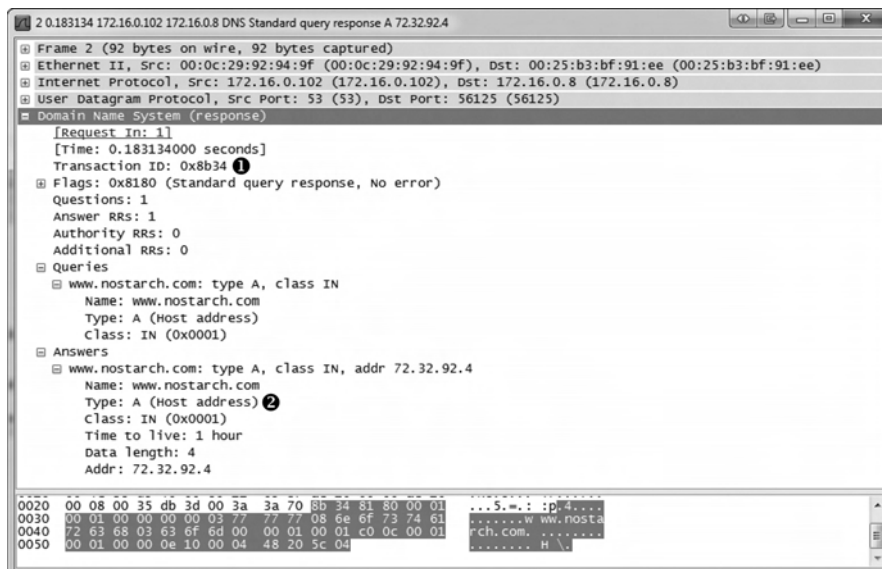 2 0.183134 172.16.0.102 172.16.0.8 DNS Standard query response A 72.32.92.4
Frame 2 (92 bytes on wire, 92 bytes captured)
Ethernet II, Src: 00:0c:29:92:94:9f (00:0c:29:92:94:9f), Dst: 00:25:b3:bf:91:ee (00:25:b3:bf:91:ee)
Internet Protocol, Src: 172.16.0.102 (172.16.0.102), Dst: 172.16.0.8 (172.16.0.8)
User Datagram Protocol, Src Port: 53 (53), Dst Port: 56125 (56125)
Domain Name System (response)
[Request In: 1]
[Time: 0.183134000 seconds]
Transaction ID: 0x8b34 ❶
Flags: 0x8180 (Standard query response, No error)
Questions: 1
Answer RRs: 1
Authority RRs: 0
Additional RRs: 0
Queries
www.nostarch.com: type A, class IN
Name: www.nostarch.com
Type: A (Host address)
Class: IN (0x0001)
Answers
www.nostarch.com: type A, class IN, addr 72.32.92.4
Name: www.nostarch.com
Type: A (Host address) ❷
Class: IN (0x0001)
Time to live: 1 hour
Data length: 4
Addr: 72.32.92.4
0020 00 08 00 35 db 3d 00 3a 3a 70 8b 34 81 80 00 01 ...5.=.: :p.4....
0030 00 01 00 00 00 00 03 77 77 77 08 6e 6f 73 74 61 .......w ww.nosta
0040 72 63 68 03 63 6f 6d 00 00 01 00 01 c0 0c 00 01 rch.com. ........
0050 00 01 00 00 0e 10 00 04 48 20 5c 04 ........ H \.